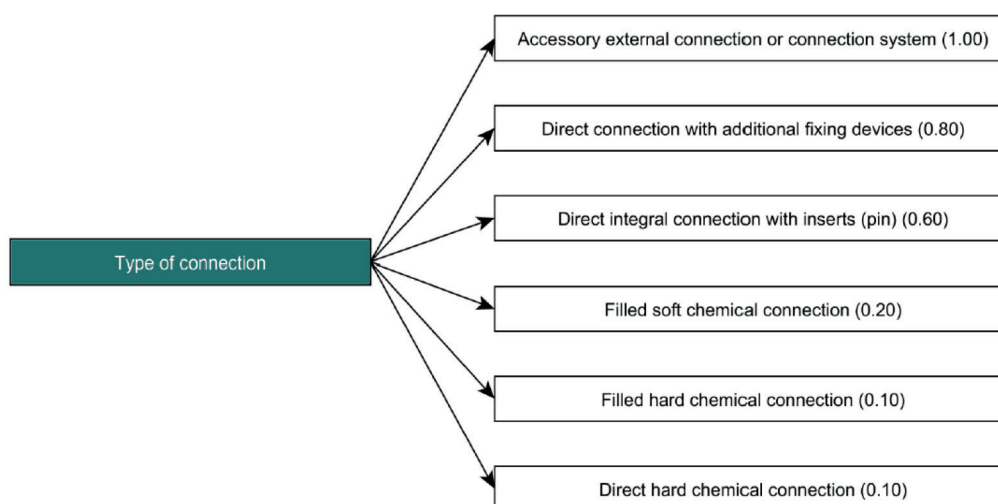 Accessory external connection or connection system (1.00)
Direct connection with additional fixing devices (0.80)
Direct integral connection with inserts (pin) (0.60)
Type of connection
Filled soft chemical connection (0.20)
Filled hard chemical connection (0.10)
Direct hard chemical connection (0.10)